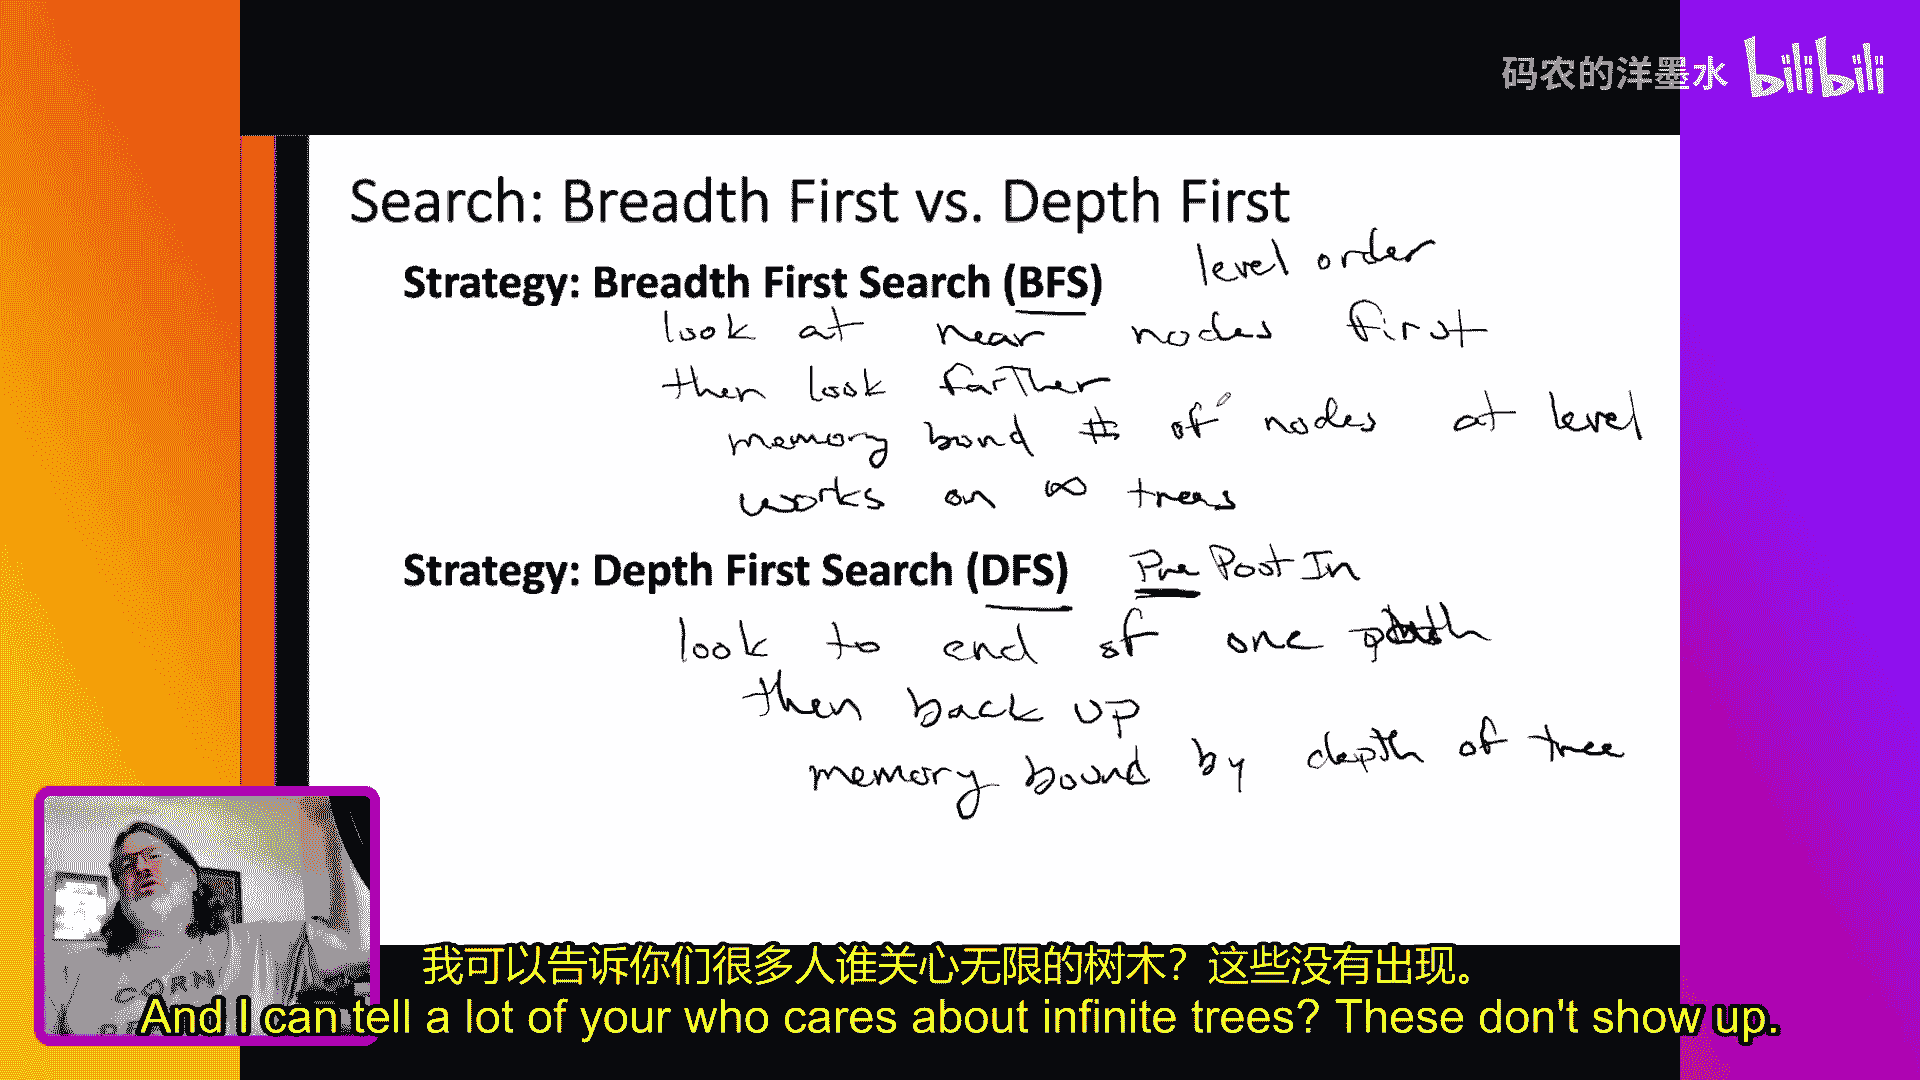 码农的洋墨水 bilibili
Search: Breadth First vs. Depth First
Strategy: Breadth First Search (BFS) level order
look at near nodes first
then look farther
memory bond # of nodes at level
works on ∞ trees
Strategy: Depth First Search (DFS) Pre Post In
look to end of one path
then back up
memory bound by depth of tree
CORN
我可以告诉你们很多人谁关心无限的树木？这些没有出现。
And I can tell a lot of your who cares about infinite trees? These don't show up.